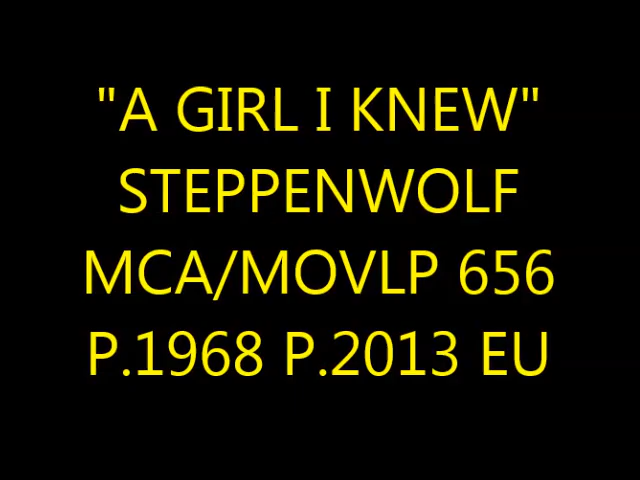 "A GIRL I KNEW"
STEPPENWOLF
MCA/MOVLP 656
P.1968 P.2013 EU